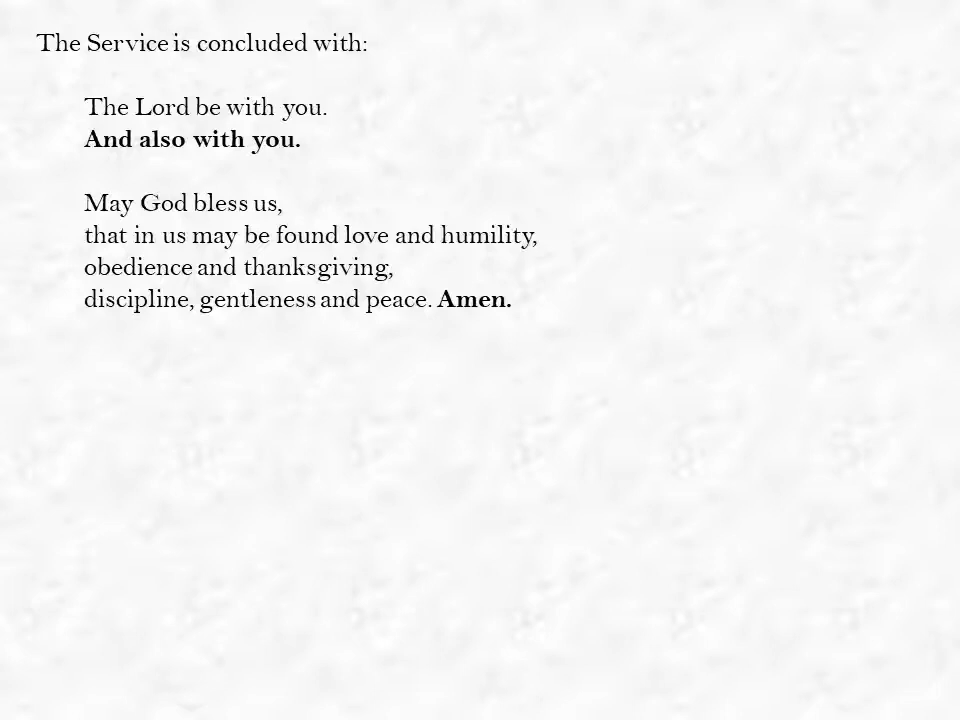 The Service is concluded with:
The Lord be with you.
And also with you.
May God bless us,
that in us may be found love and humility,
obedience and thanksgiving,
discipline, gentleness and peace. Amen.